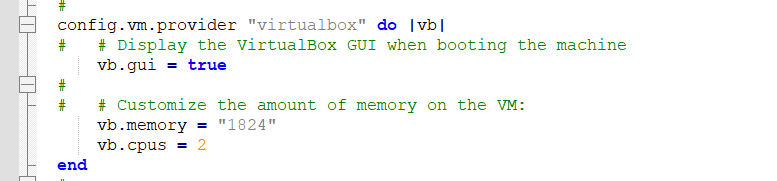 #
config.vm.provider "virtualbox" do |vb|
#   # Display the VirtualBox GUI when booting the machine
    vb.gui = true
#
#   # Customize the amount of memory on the VM:
    vb.memory = "1824"
    vb.cpus = 2
end
#